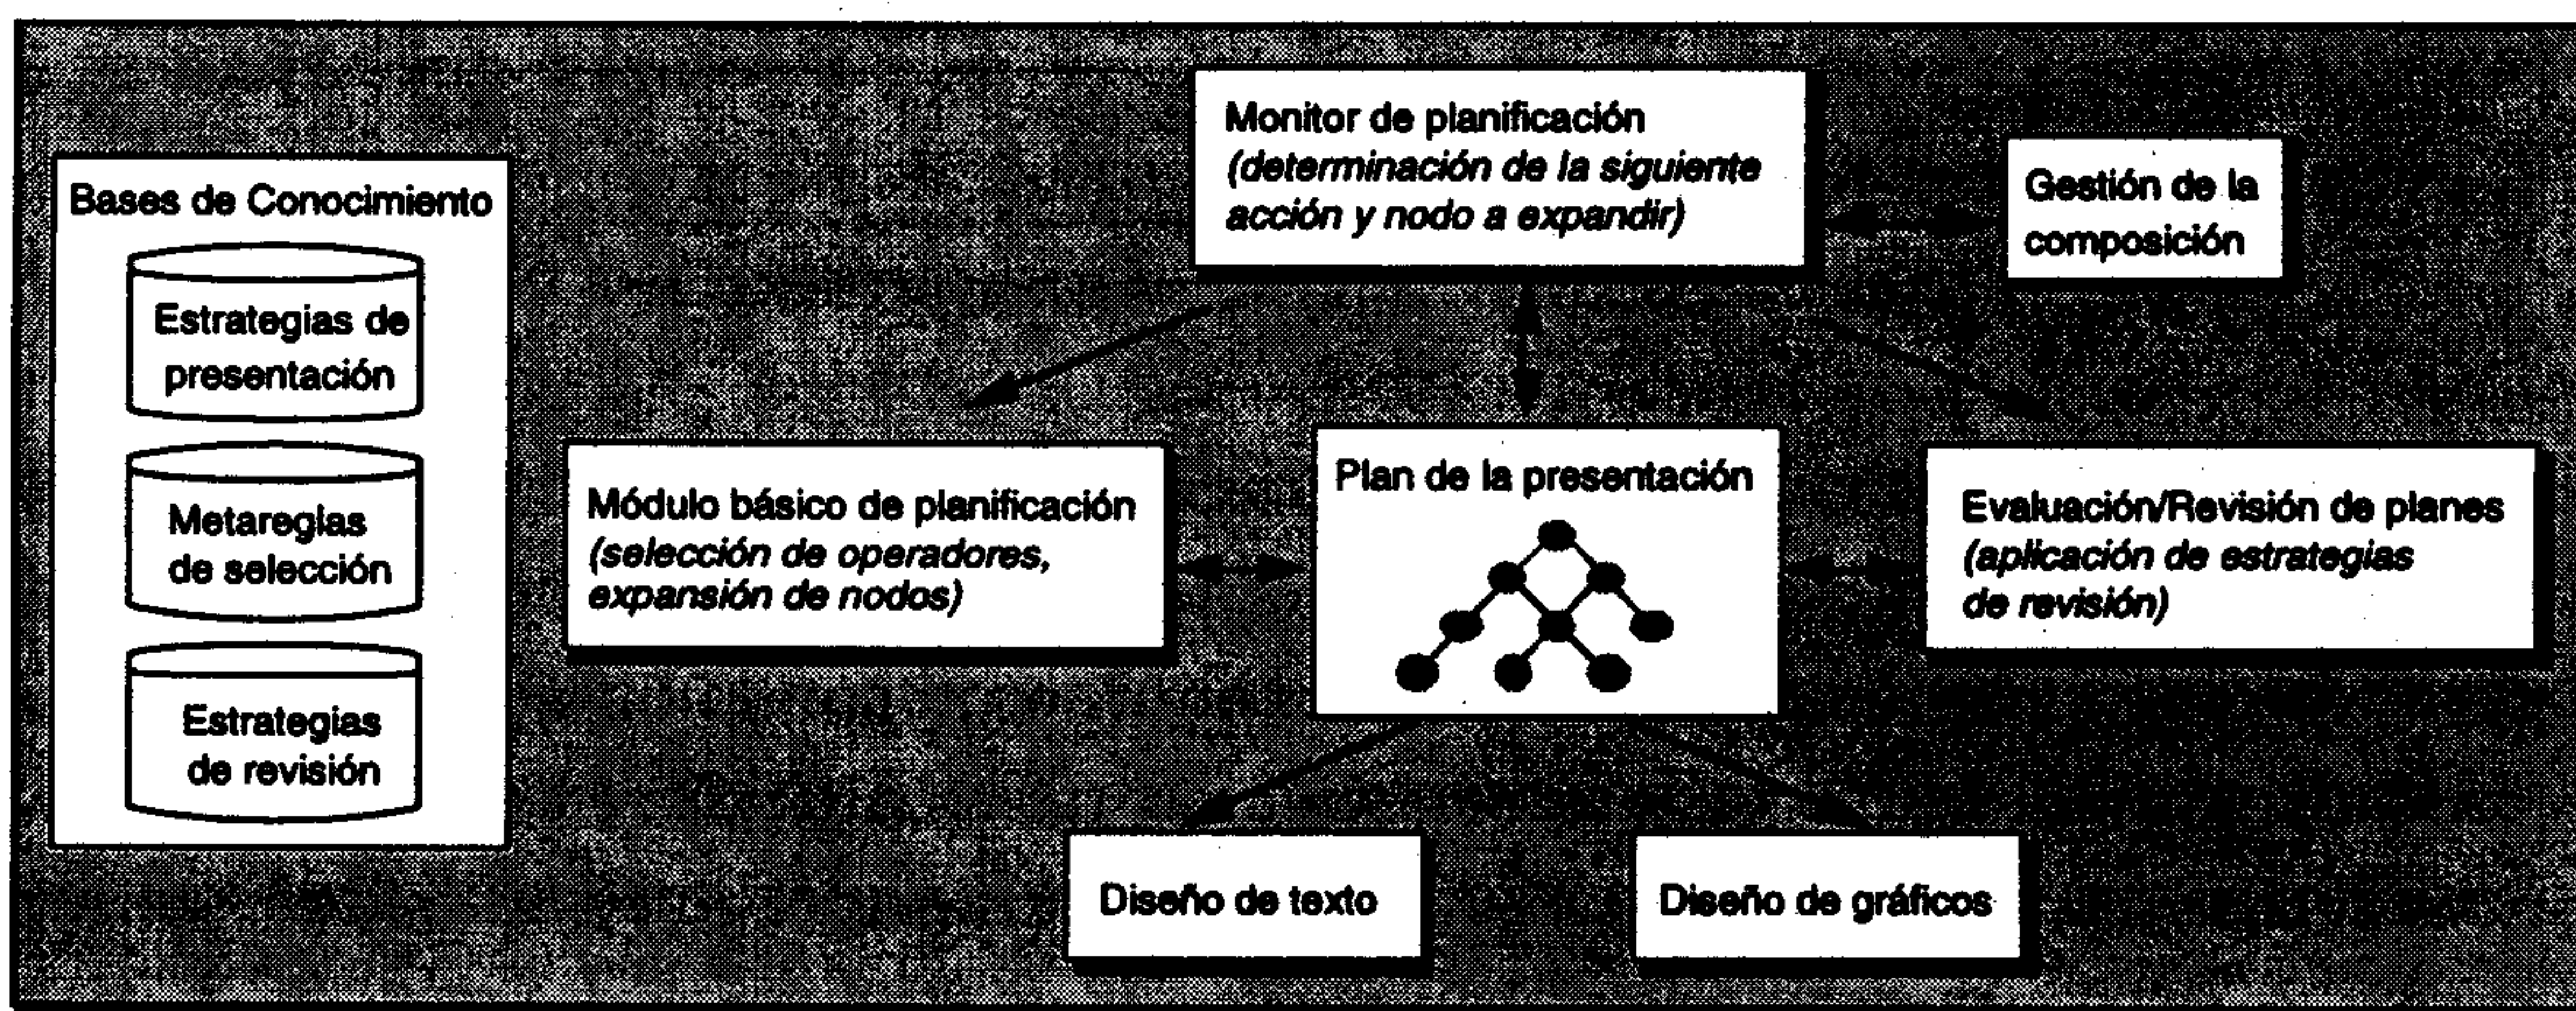 Bases de Conocimiento
Estrategias de
presentación
Metareglas
de selección
Estrategias
de revisión
Monitor de planificación
(determinación de la siguiente
acción y nodo a expandir)
Gestión de la
composición
Módulo básico de planificación
(selección de operadores,
expansión de nodos)
Plan de la presentación
Evaluación/Revisión de planes
(aplicación de estrategias
de revisión)
Diseño de texto
Diseño de gráficos